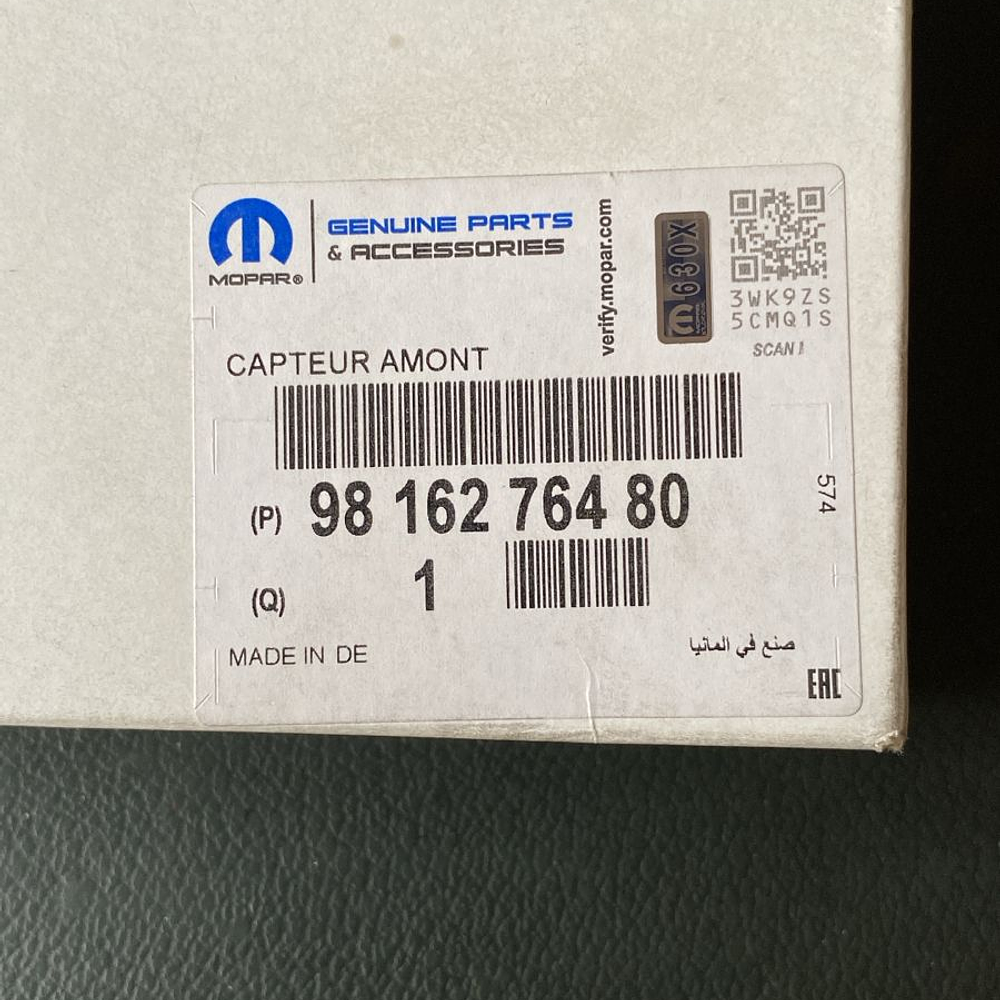 MOPAR®
GENUINE PARTS
& ACCESSORIES
verify.mopar.com
630X
3WK9ZS
5CMQ1S
SCAN !
CAPTEUR AMONT
(P) 98 162 764 80
574
(Q) 1
MADE IN DE
صنع في المانيا
EAC